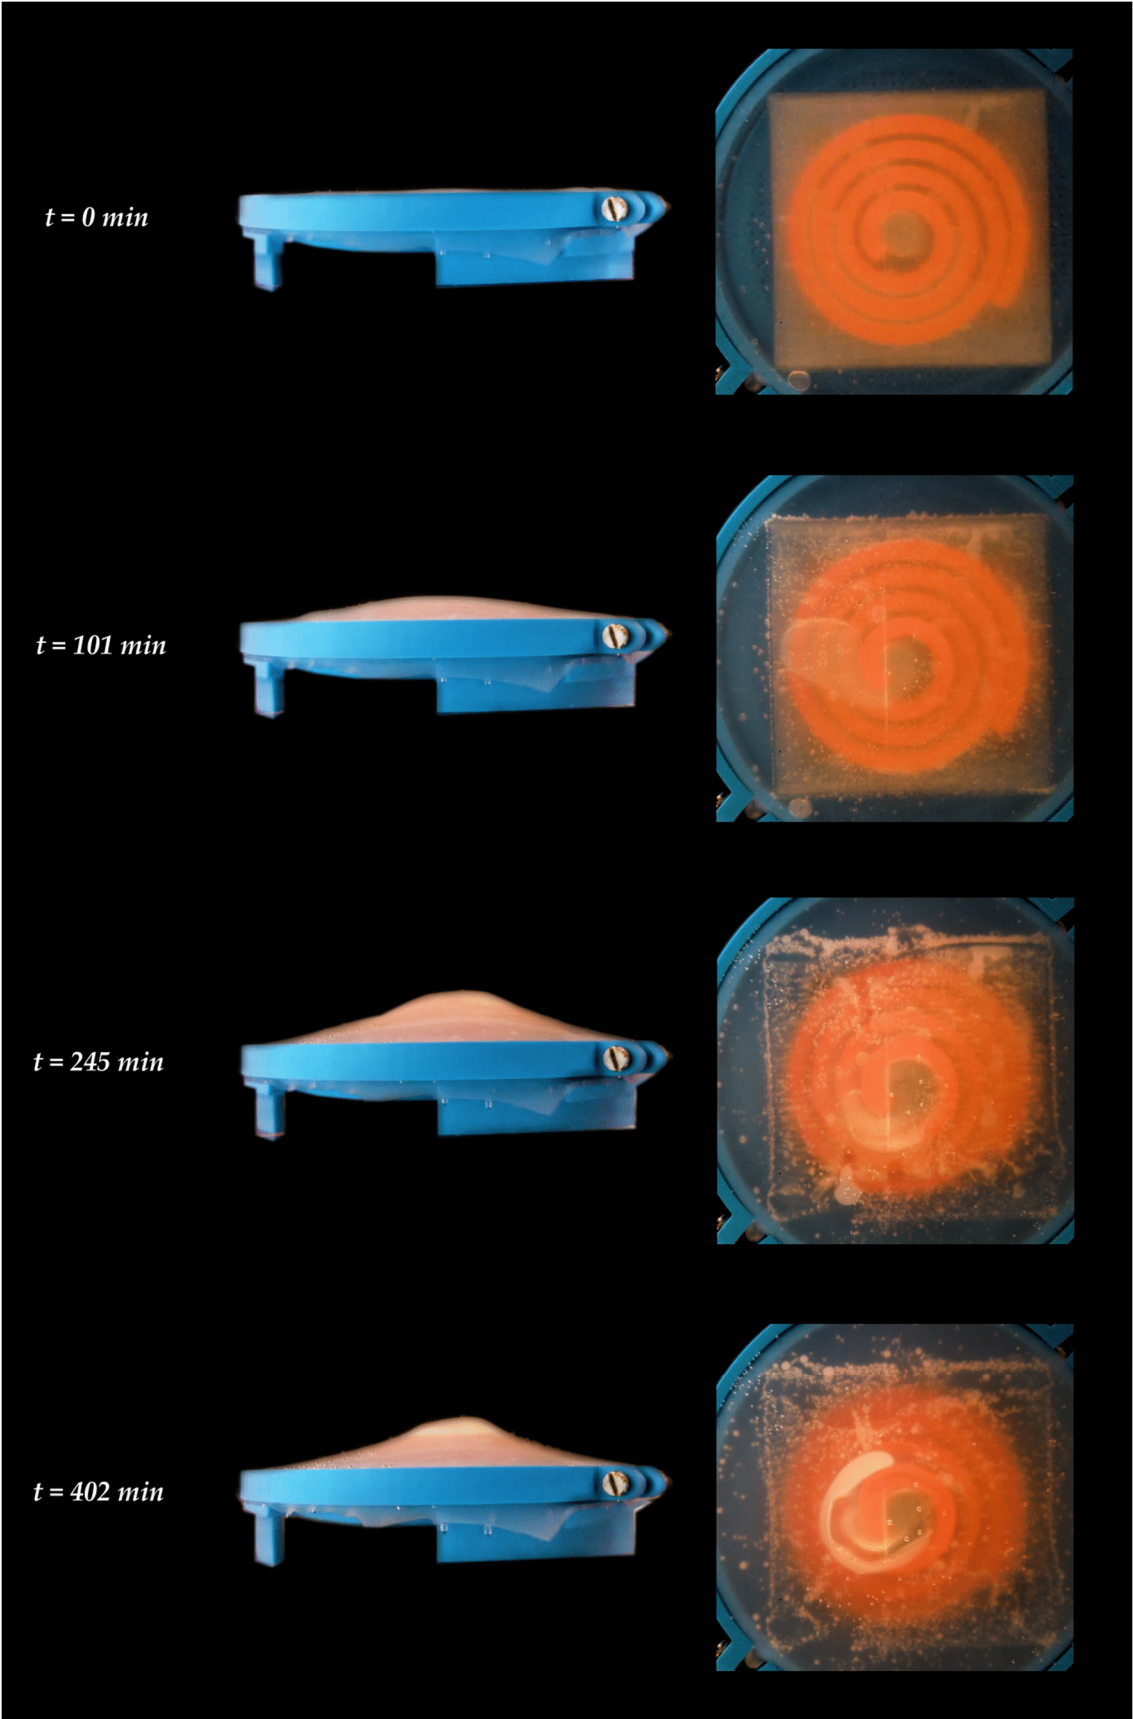 t = 0 min
t = 101 min
t = 245 min
t = 402 min